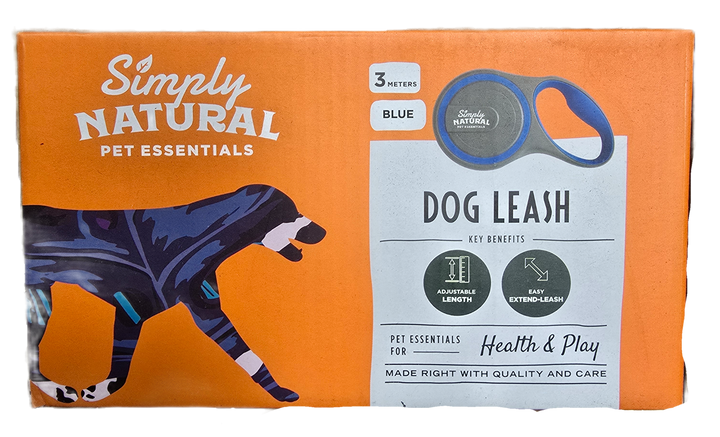 Simply
NATURAL
PET ESSENTIALS
3 METERS
BLUE
Simply
NATURAL
PET ESSENTIALS
DOG LEASH
KEY BENEFITS
ADJUSTABLE
LENGTH
EASY
EXTEND-LEASH
PET ESSENTIALS
FOR
Health & Play
MADE RIGHT WITH QUALITY AND CARE